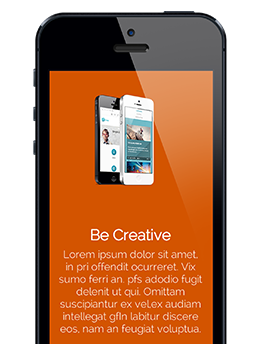 Be Creative
Lorem ipsum dolor sit amet,
in pri offendit ocurreret. Vix
sumo ferri an. pfs adodio fugit
delenit ut qui. Omittam
suscipiantur ex veLex audiam
intellegat gfIn labitur discere
eos, nam an feugiat voluptua.